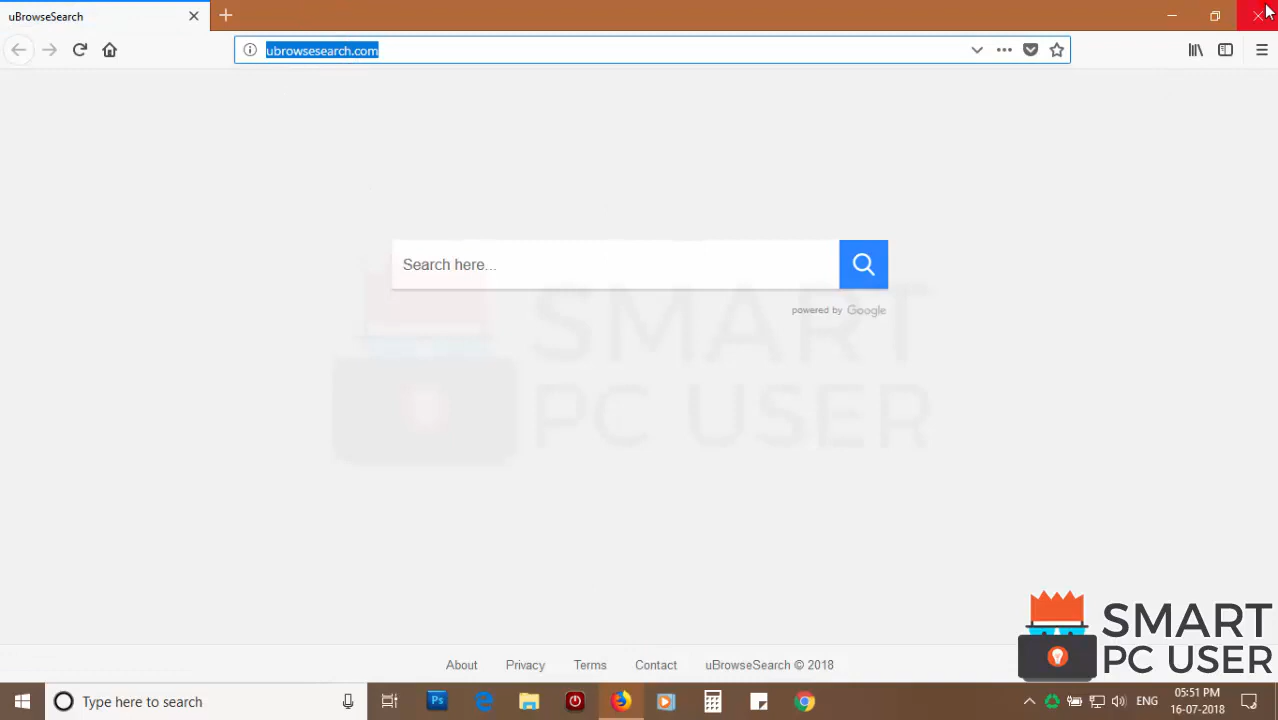 uBrowseSearch
ubrowsesearch.com
Search here...
powered by Google
SMART
PC USER
About Privacy Terms Contact uBrowseSearch © 2018
SMART
PC USER
Type here to search
Ps
ENG
05:51 PM
16-07-2018